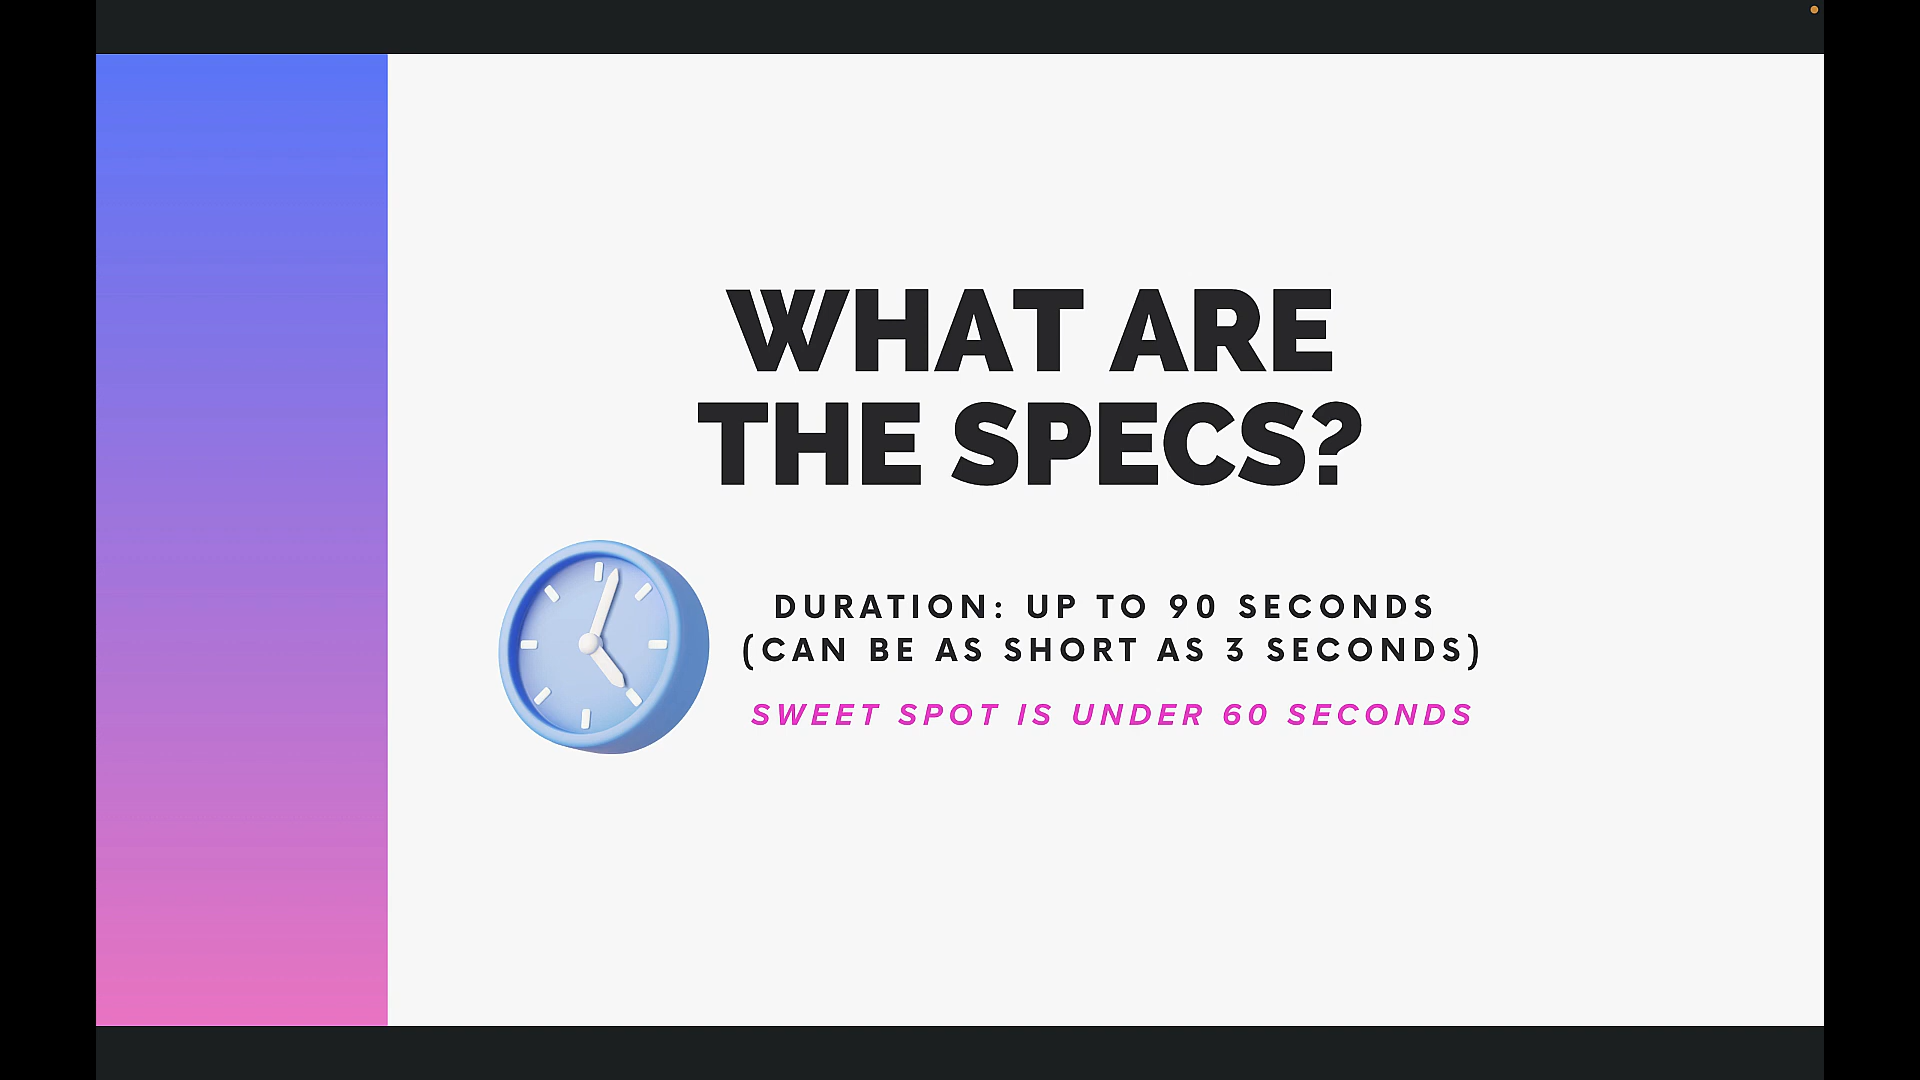 WHAT ARE
THE SPECS?
DURATION: UP TO 90 SECONDS
(CAN BE AS SHORT AS 3 SECONDS)
SWEET SPOT IS UNDER 60 SECONDS